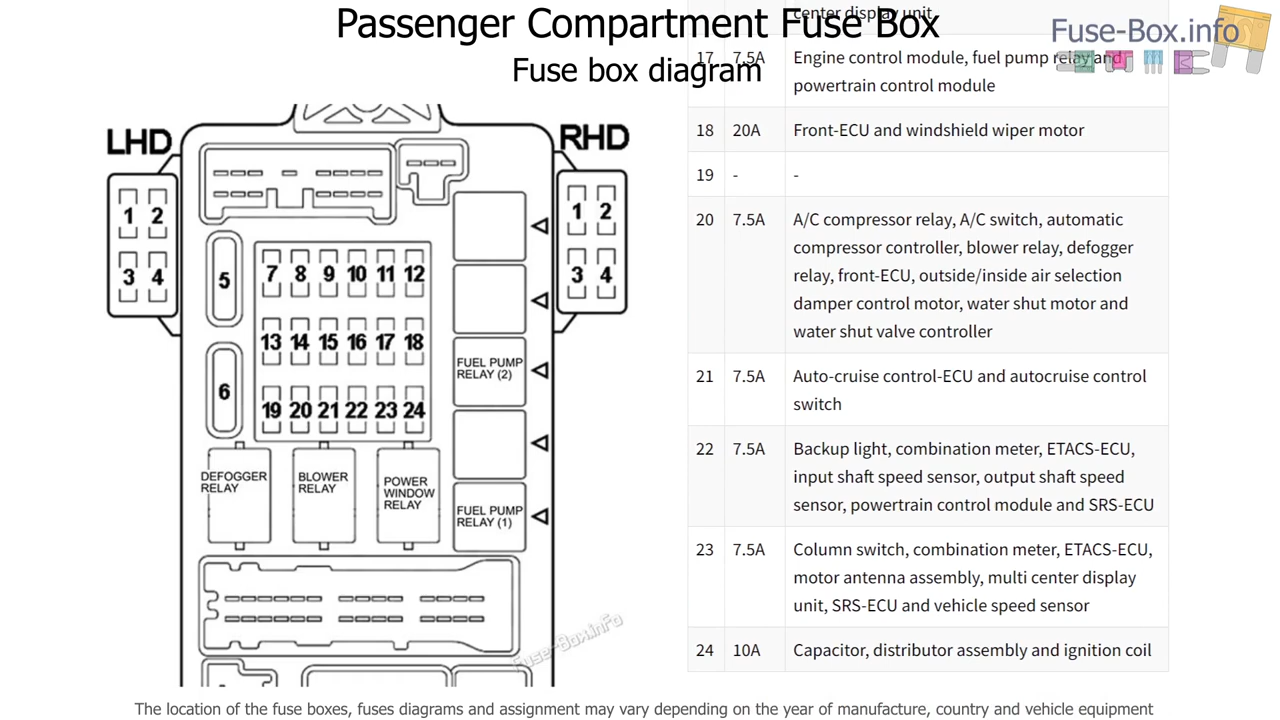 Passenger Compartment Fuse Box
Fuse box diagram
Fuse-Box.info
LHD
RHD
1 2
3 4
1 2
3 4
5
6
7 8 9 10 11 12
13 14 15 16 17 18
19 20 21 22 23 24
FUEL PUMP
RELAY (2)
DEFOGGER
RELAY
BLOWER
RELAY
POWER
WINDOW
RELAY
FUEL PUMP
RELAY (1)
Fuse-Box.info
center display unit
17 7.5A Engine control module, fuel pump relay and
powertrain control module
18 20A Front-ECU and windshield wiper motor
19 - -
20 7.5A A/C compressor relay, A/C switch, automatic
compressor controller, blower relay, defogger
relay, front-ECU, outside/inside air selection
damper control motor, water shut motor and
water shut valve controller
21 7.5A Auto-cruise control-ECU and autocruise control
switch
22 7.5A Backup light, combination meter, ETACS-ECU,
input shaft speed sensor, output shaft speed
sensor, powertrain control module and SRS-ECU
23 7.5A Column switch, combination meter, ETACS-ECU,
motor antenna assembly, multi center display
unit, SRS-ECU and vehicle speed sensor
24 10A Capacitor, distributor assembly and ignition coil
The location of the fuse boxes, fuses diagrams and assignment may vary depending on the year of manufacture, country and vehicle equipment